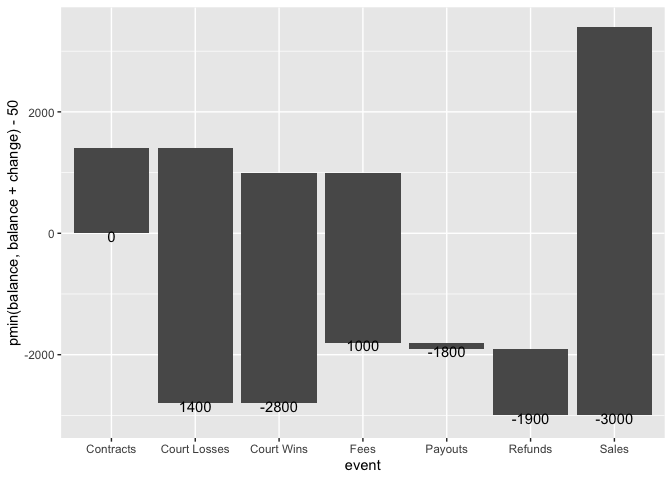 2000
0
-2000
pmin(balance, balance + change) - 50
0
1400
-2800
1000
-1800
-1900
-3000
Contracts
Court Losses
Court Wins
Fees
Payouts
Refunds
Sales
event